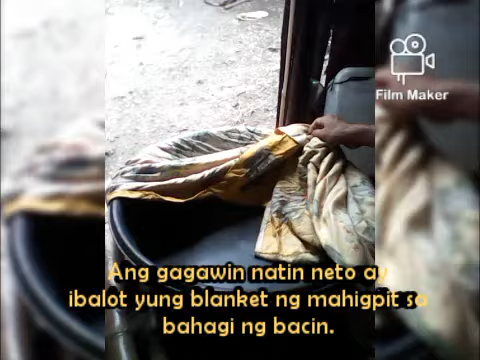 Film Maker
Ang gagawin natin neto ay
ibalot yung blanket ng mahigpit sa
bahagi ng bacin.